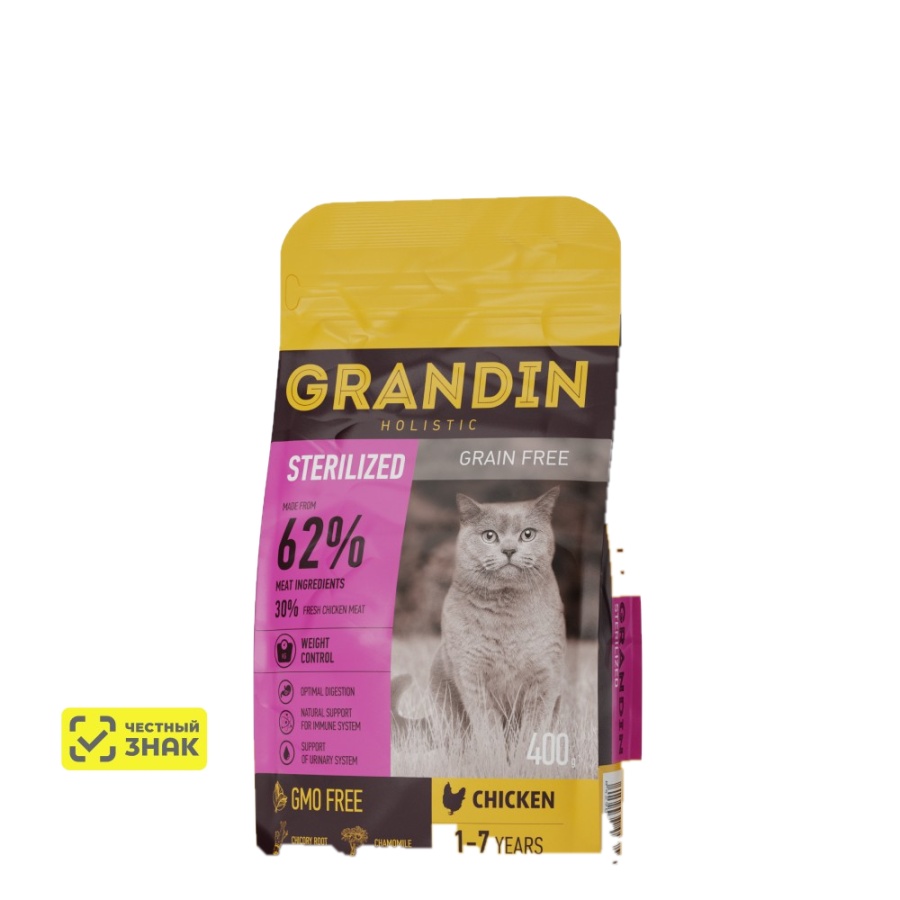 GRANDIN
HOLISTIC
STERILIZED
GRAIN FREE
MADE FROM
62%
MEAT INGREDIENTS
30% FRESH CHICKEN MEAT
WEIGHT
CONTROL
OPTIMAL DIGESTION
NATURAL SUPPORT
FOR IMMUNE SYSTEM
SUPPORT
OF URINARY SYSTEM
400 g
GRANDIN
STERILIZED
ЧЕСТНЫЙ
ЗНАК
GMO FREE
CHICKEN
CHICORY ROOT
CHAMOMILE
1-7 YEARS